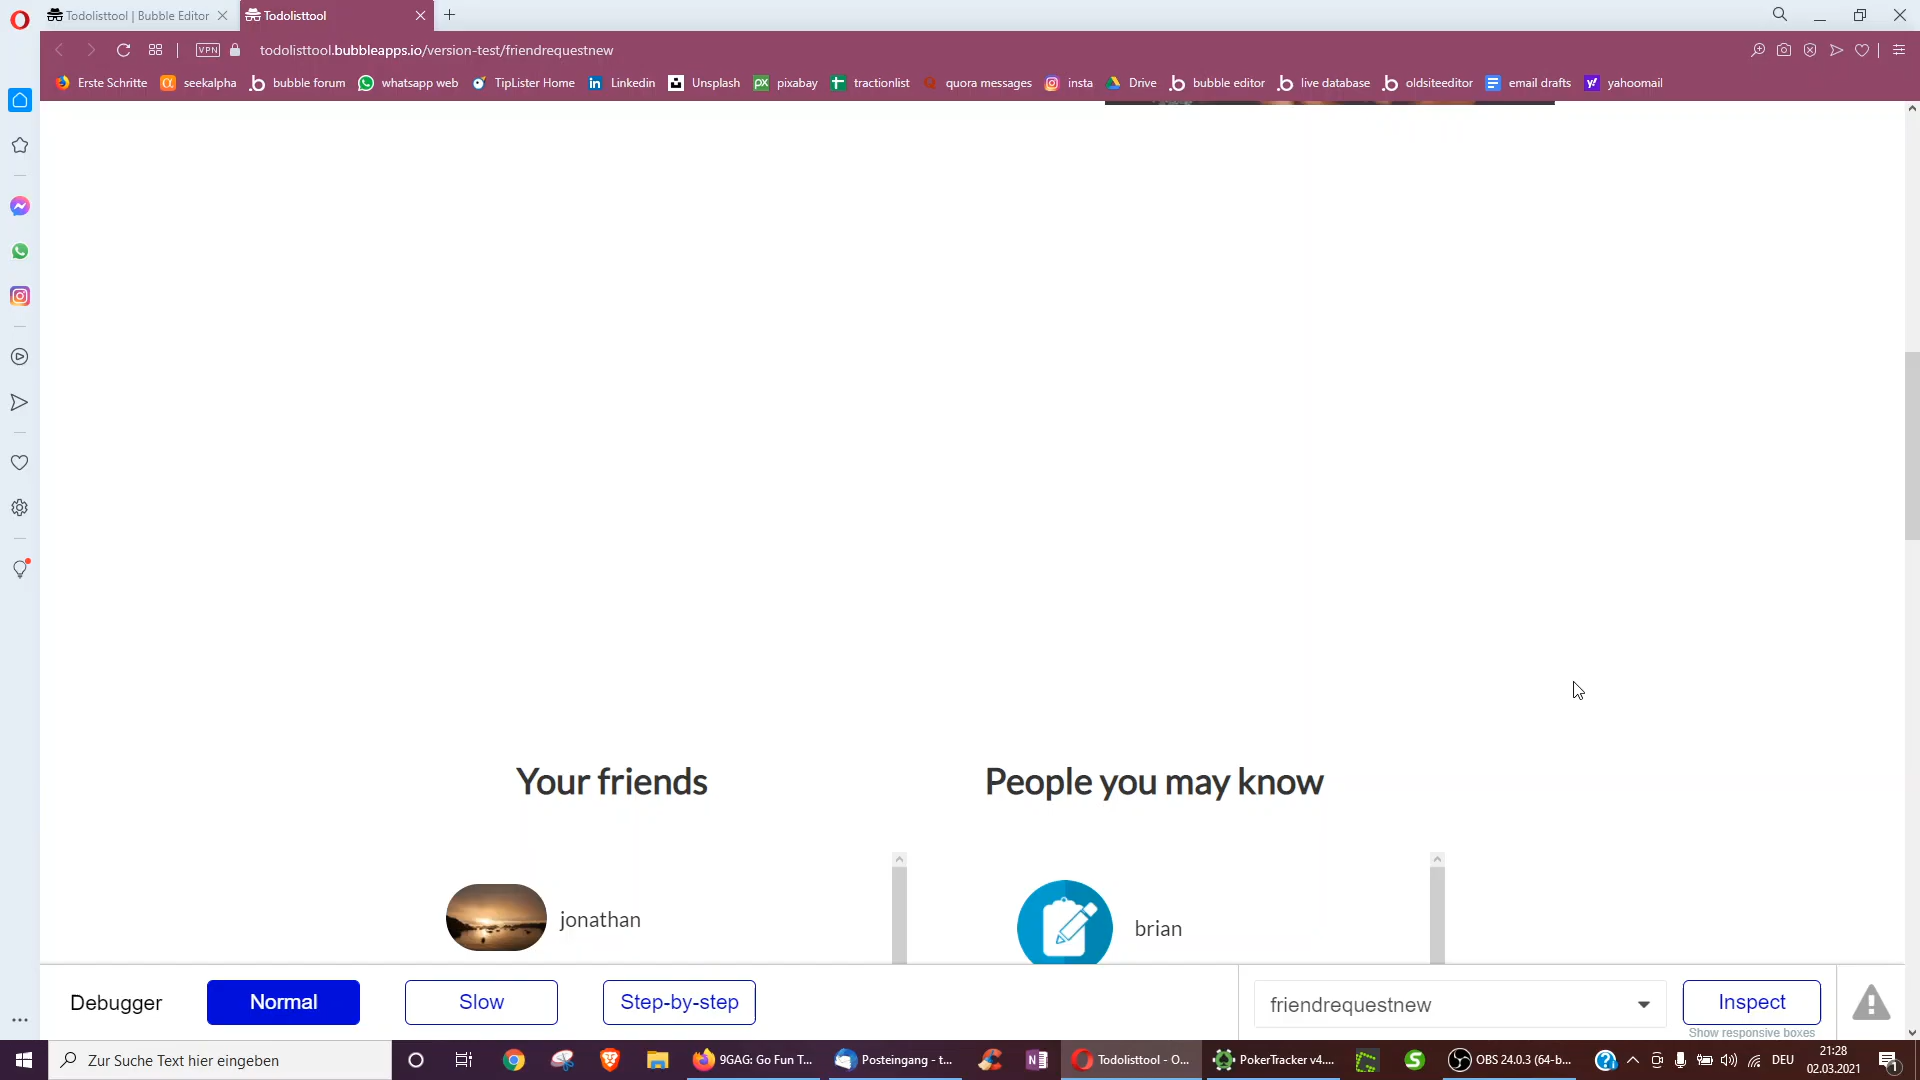 Todolisttool | Bubble Editor
Todolisttool
VPN
todolisttool.bubbleapps.io/version-test/friendrequestnew
Erste Schritte
seekalpha
bubble forum
whatsapp web
TipLister Home
Linkedin
Unsplash
pixabay
tractionlist
quora messages
insta
Drive
bubble editor
live database
oldsiteeditor
email drafts
yahoomail
Your friends
People you may know
jonathan
brian
Debugger
Normal
Slow
Step-by-step
friendrequestnew
Inspect
Show responsive boxes
Zur Suche Text hier eingeben
9GAG: Go Fun T...
Posteingang - t...
Todolisttool - O...
PokerTracker v4....
OBS 24.0.3 (64-b...
DEU
21:28
02.03.2021
1